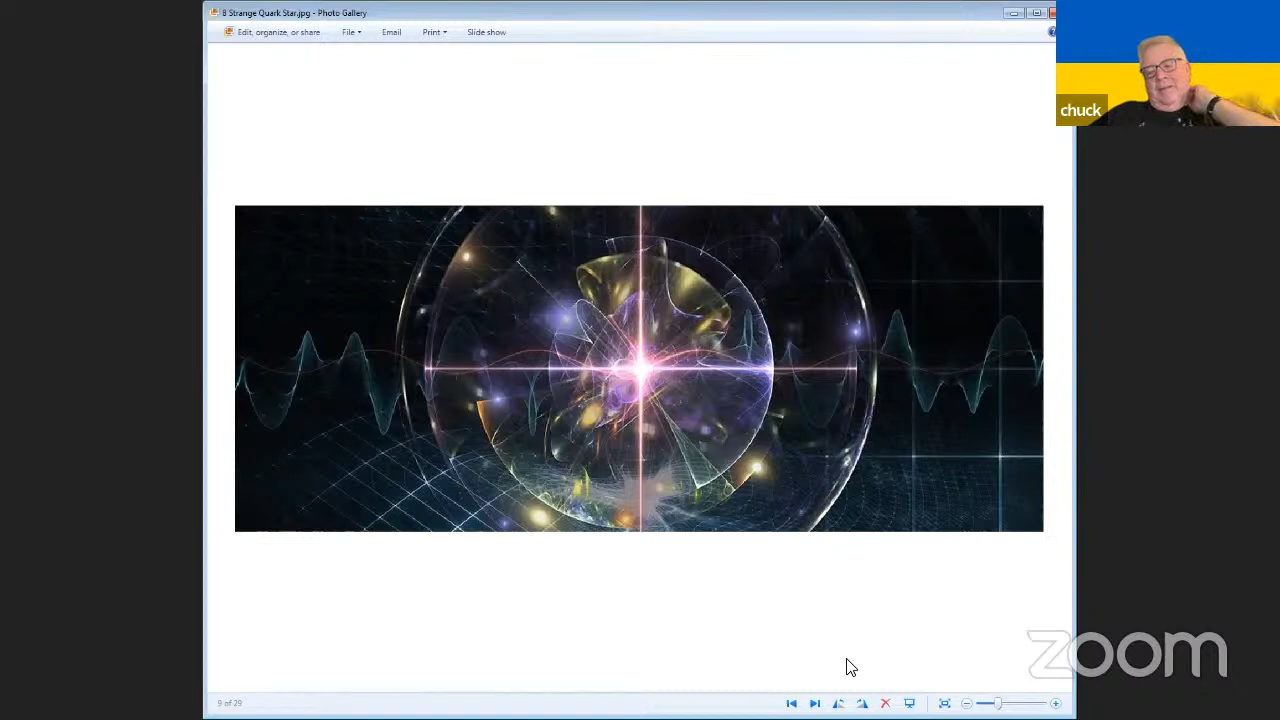 B Strange Quark Star.jpg - Photo Gallery
Edit, organize, or share File Email Print Slide show
chuck
zoom
9 of 29